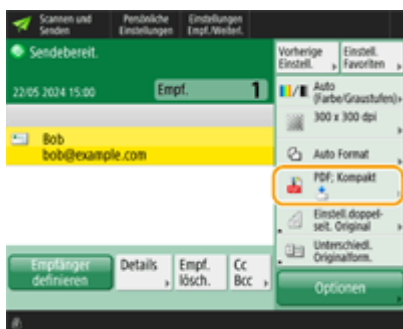 Scannen und
Senden
Persönliche
Einstellungen
Einstellungen
Empf./Weiterl.
Sendebereit.
22/05 2024 15:00
Empf. 1
Bob
bob@example.com
Empfänger
definieren
Details
Empf.
lösch.
Cc
Bcc
Vorherige
Einstell.
Einstell.
Favoriten
Auto
(Farbe/Graustufen)
300 x 300 dpi
Auto Format
PDF; Kompakt
Einstell.doppel-
seit. Original
Unterschiedl.
Originalform.
Optionen